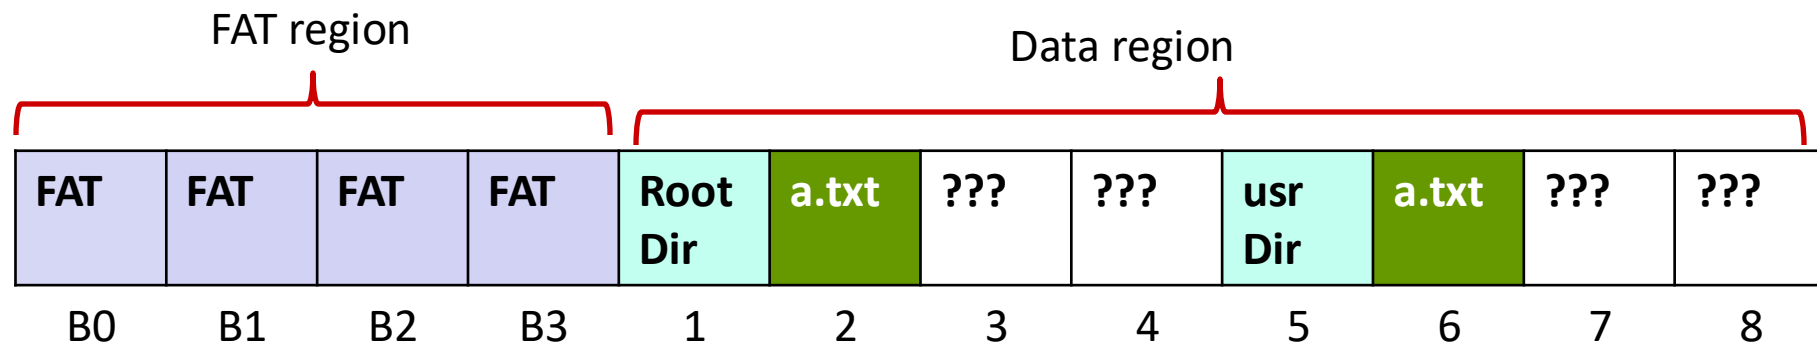 FAT region
Data region
FAT FAT FAT FAT Root Dir a.txt ??? ??? usr Dir a.txt ??? ???
B0 B1 B2 B3 1 2 3 4 5 6 7 8